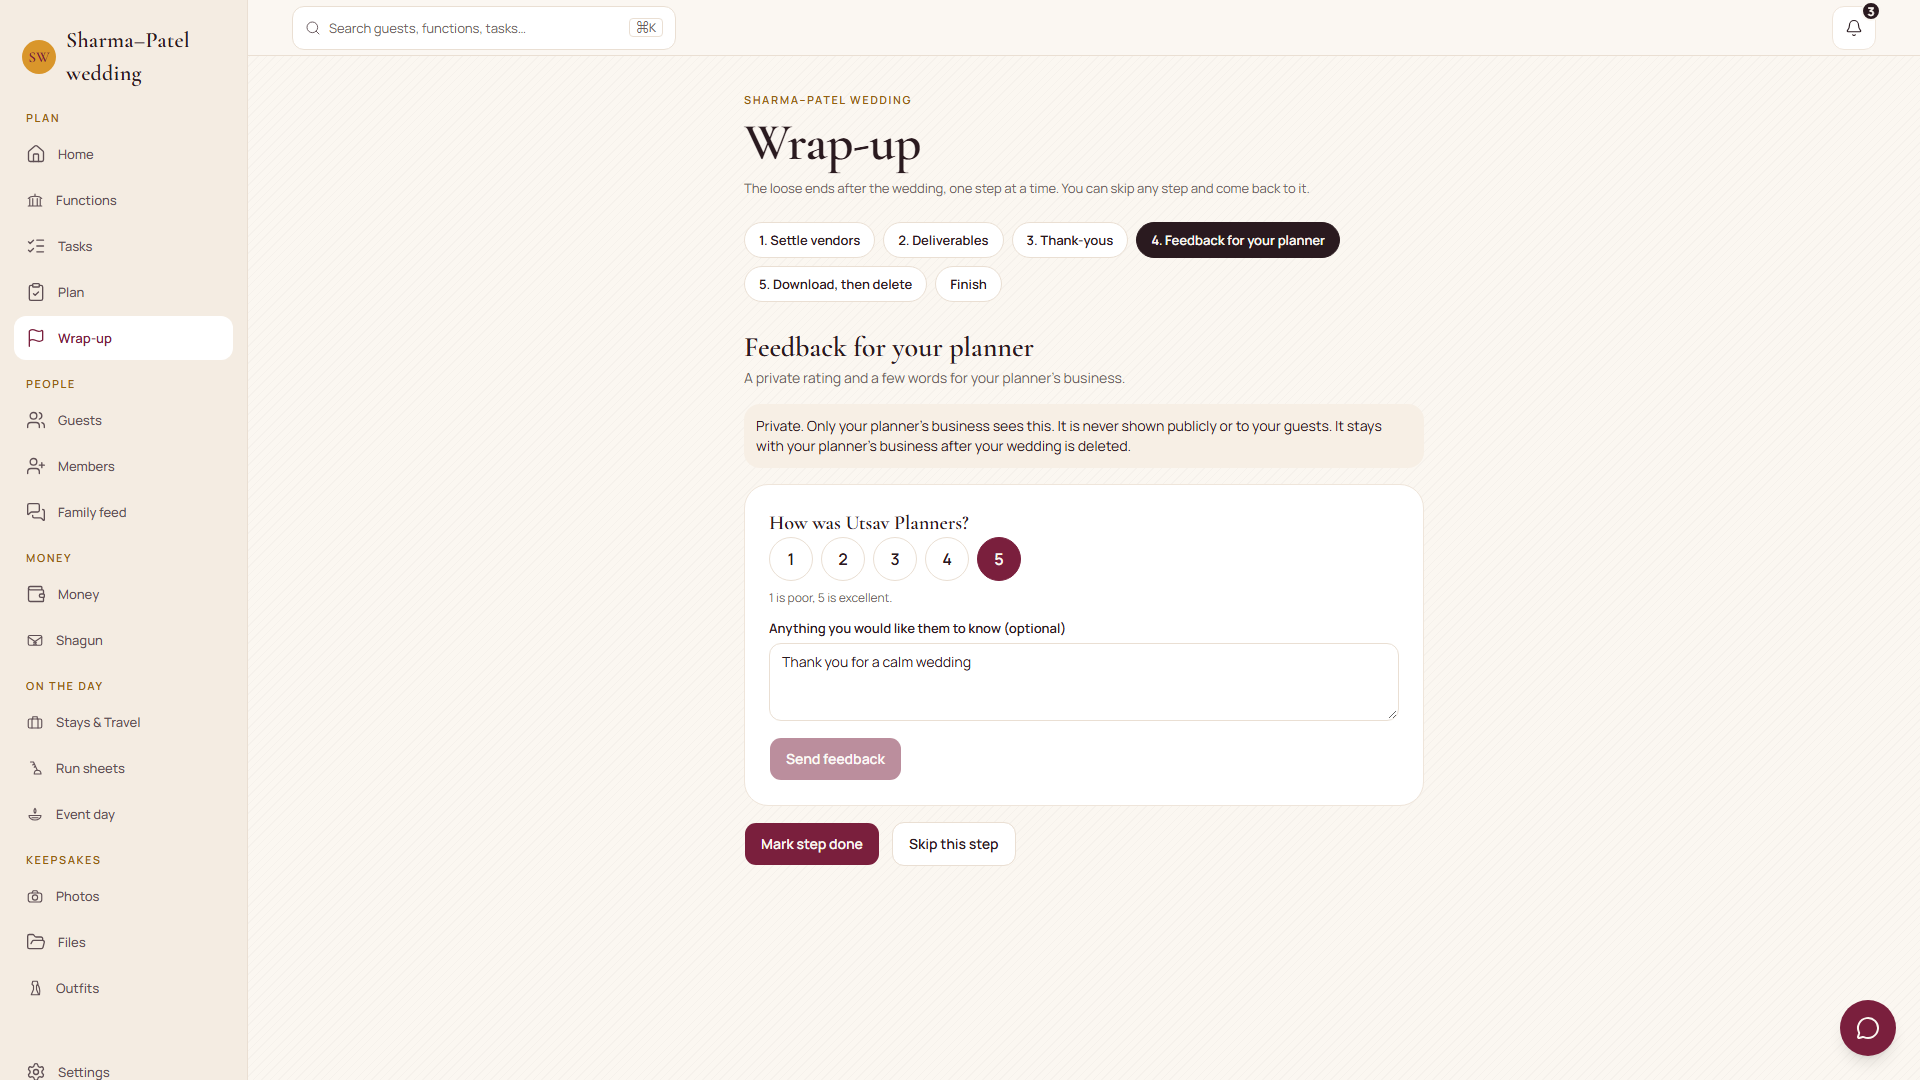 SW
Sharma–Patel
wedding
PLAN
Home
Functions
Tasks
Plan
Wrap-up
PEOPLE
Guests
Members
Family feed
MONEY
Money
Shagun
ON THE DAY
Stays & Travel
Run sheets
Event day
KEEPSAKES
Photos
Files
Outfits
Settings
Search guests, functions, tasks...
⌘K
3
SHARMA–PATEL WEDDING
Wrap-up
The loose ends after the wedding, one step at a time. You can skip any step and come back to it.
1. Settle vendors
2. Deliverables
3. Thank-yous
4. Feedback for your planner
5. Download, then delete
Finish
Feedback for your planner
A private rating and a few words for your planner's business.
Private. Only your planner's business sees this. It is never shown publicly or to your guests. It stays
with your planner's business after your wedding is deleted.
How was Utsav Planners?
1 2 3 4 5
1 is poor, 5 is excellent.
Anything you would like them to know (optional)
Thank you for a calm wedding
Send feedback
Mark step done
Skip this step